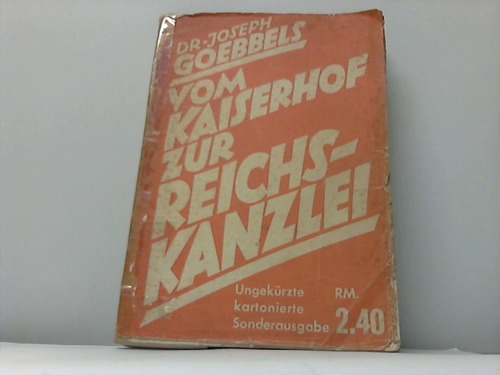 DR·JOSEPH
GOEBBELS
VOM
KAISERHOF
ZUR
REICHS-
KANZLEI
Ungekürzte RM.
kartonierte
Sonderausgabe 2.40